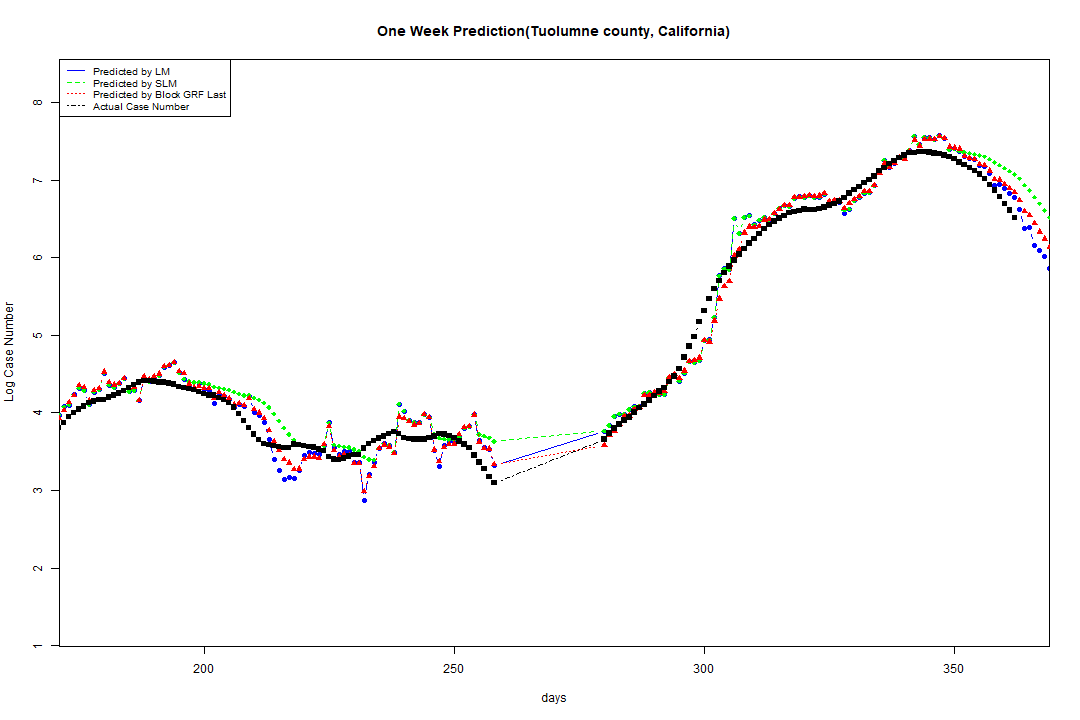 One Week Prediction(Tuolumne county, California)
Predicted by LM
Predicted by SLM
Predicted by Block GRF Last
Actual Case Number
Log Case Number
8
7
6
5
4
3
2
1
200 250 300 350
days